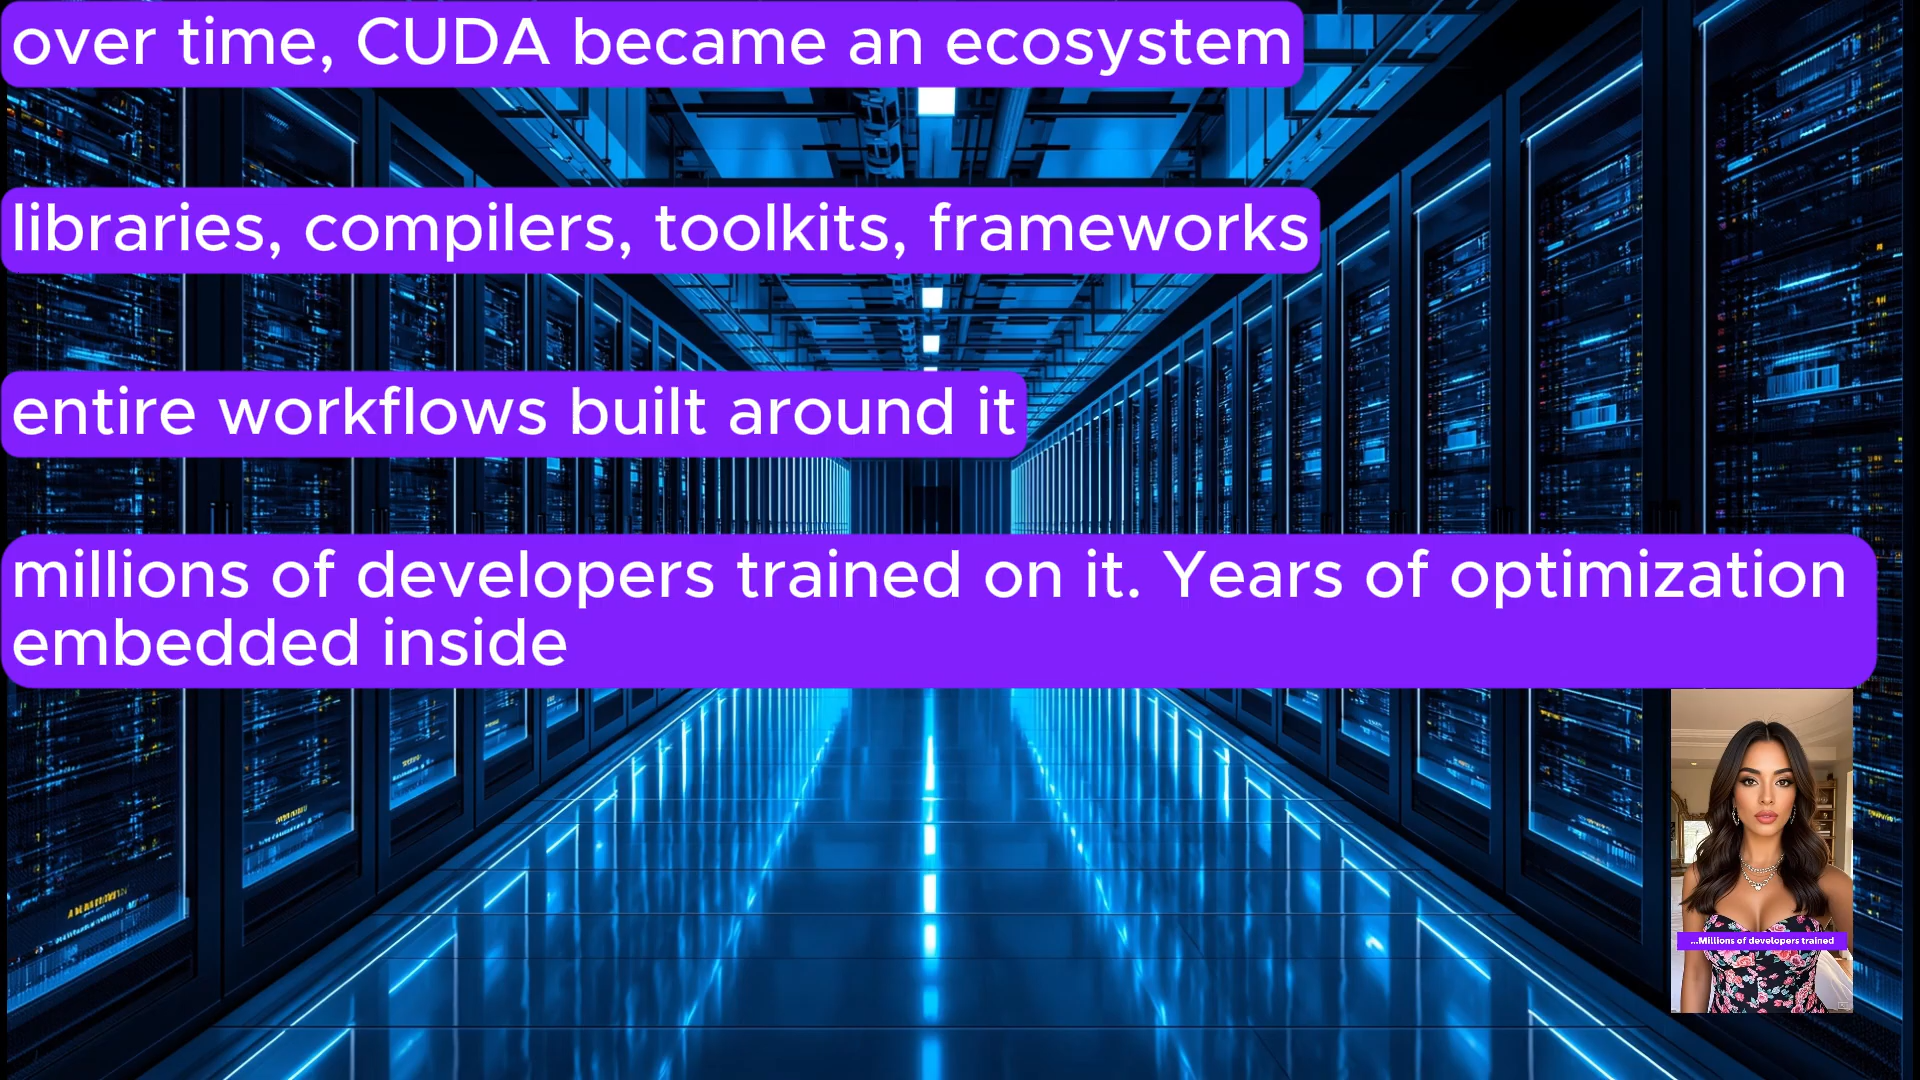 over time, CUDA became an ecosystem
libraries, compilers, toolkits, frameworks
entire workflows built around it
millions of developers trained on it. Years of optimization
embedded inside
...Millions of developers trained